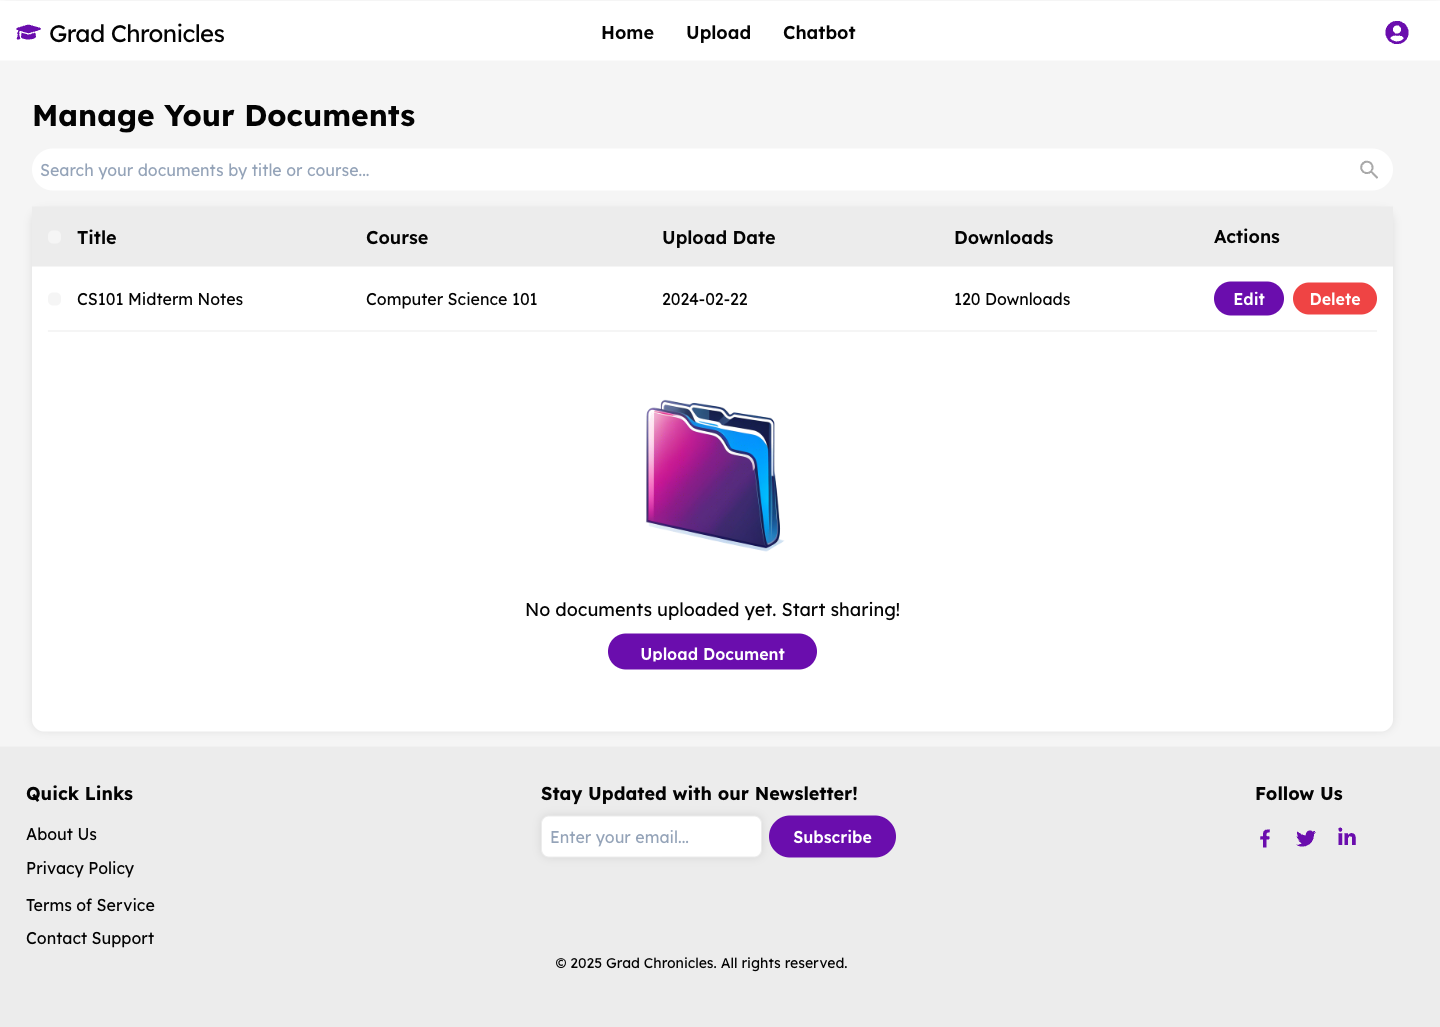 Grad Chronicles
Home Upload Chatbot
Manage Your Documents
Search your documents by title or course...
Title Course Upload Date Downloads Actions
CS101 Midterm Notes Computer Science 101 2024-02-22 120 Downloads Edit Delete
No documents uploaded yet. Start sharing!
Upload Document
Quick Links Stay Updated with our Newsletter! Follow Us
About Us Enter your email... Subscribe
Privacy Policy
Terms of Service
Contact Support
© 2025 Grad Chronicles. All rights reserved.